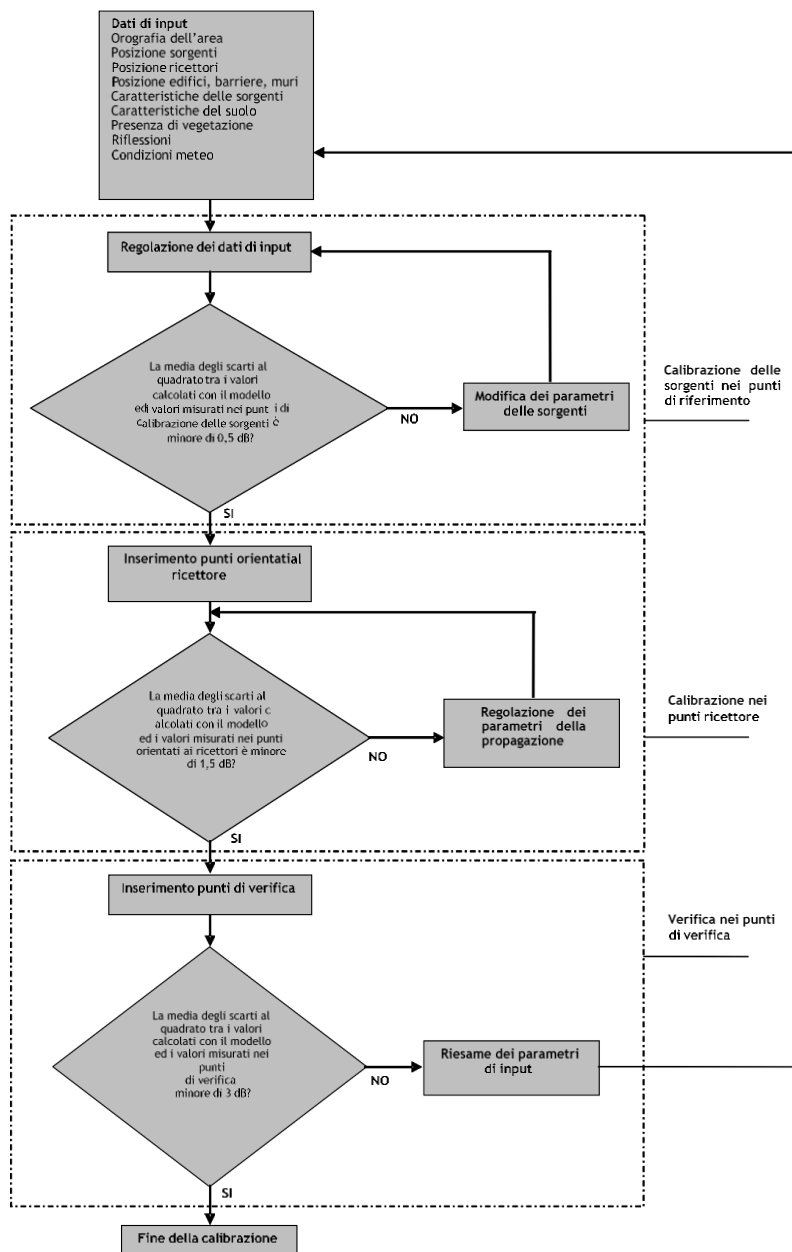 Dati di input
Orografia dell'area
Posizione sorgenti
Posizione ricettori
Posizione edifici, barriere, muri
Caratteristiche delle sorgenti
Caratteristiche del suolo
Presenza di vegetazione
Riflessioni
Condizioni meteo
Regolazione dei dati di input
La media degli scarti al
quadrato tra i valori
calcolati con il modello
ed i valori misurati nei punt i di
calibrazione delle sorgenti è
minore di 0,5 dB?
NO
Modifica dei parametri
delle sorgenti
Calibrazione delle
sorgenti nei punti
di riferimento
SI
Inserimento punti orientatial
ricettore
La media degli scarti al
quadrato tra i valori c
alcolati con il modello
ed i valori misurati nei punti
orientati ai ricettori è minore
di 1,5 dB?
NO
Regolazione dei
parametri della
propagazione
Calibrazione nei
punti ricettore
SI
Inserimento punti di verifica
La media degli scarti al
quadrato tra i valori
calcolati con il modello
ed i valori misurati nei
punti
di verifica
minore di 3 dB?
NO
Riesame dei parametri
di input
Verifica nei punti
di verifica
SI
Fine della calibrazione